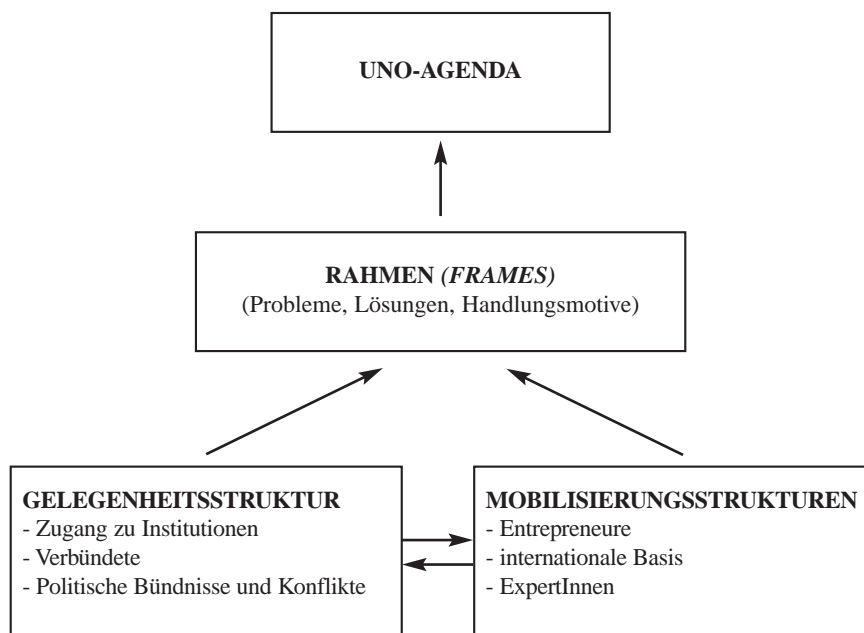 UNO-AGENDA
RAHMEN (FRAMES)
(Probleme, Lösungen, Handlungsmotive)
GELEGENHEITSSTRUKTUR
- Zugang zu Institutionen
- Verbündete
- Politische Bündnisse und Konflikte
MOBILISIERUNGSSTRUKTUREN
- Entrepreneure
- internationale Basis
- ExpertInnen